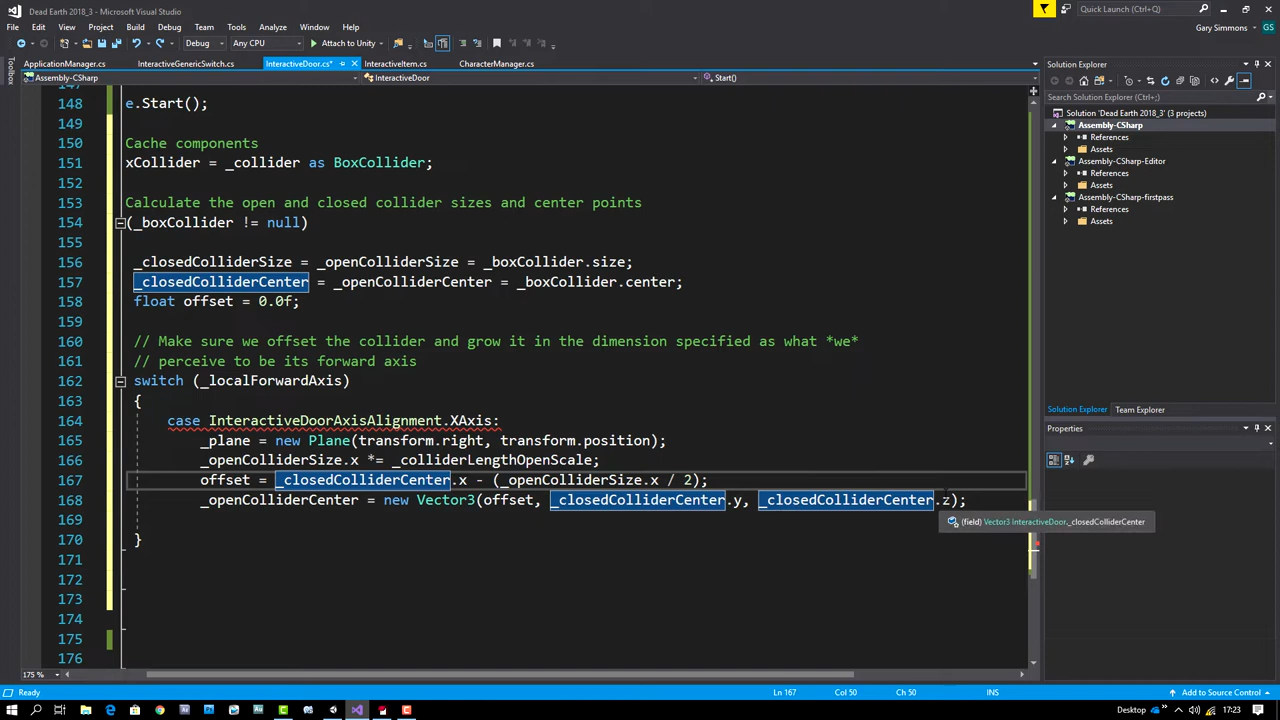 Dead Earth 2018_3 - Microsoft Visual Studio
Quick Launch (Ctrl+Q)
File Edit View Project Build Debug Team Tools Test Analyze Window Help
Gary Simmons GS
Debug Any CPU Attach to Unity
Toolbox
ApplicationManager.cs InteractiveGenericSwitch.cs InteractiveDoor.cs* InteractiveItem.cs CharacterManager.cs
Assembly-CSharp InteractiveDoor Start()
Solution Explorer
Search Solution Explorer (Ctrl+;)
Solution 'Dead Earth 2018_3' (3 projects)
Assembly-CSharp
References
Assets
Assembly-CSharp-Editor
References
Assets
Assembly-CSharp-firstpass
References
Assets
Solution Explorer Team Explorer
Properties
147
148 e.Start();
149
150 Cache components
151 xCollider = _collider as BoxCollider;
152
153 Calculate the open and closed collider sizes and center points
154 (_boxCollider != null)
155
156 _closedColliderSize = _openColliderSize = _boxCollider.size;
157 _closedColliderCenter = _openColliderCenter = _boxCollider.center;
158 float offset = 0.0f;
159
160 // Make sure we offset the collider and grow it in the dimension specified as what *we*
161 // perceive to be its forward axis
162 switch (_localForwardAxis)
163 {
164 case InteractiveDoorAxisAlignment.XAxis:
165 _plane = new Plane(transform.right, transform.position);
166 _openColliderSize.x *= _colliderLengthOpenScale;
167 offset = _closedColliderCenter.x - (_openColliderSize.x / 2);
168 _openColliderCenter = new Vector3(offset, _closedColliderCenter.y, _closedColliderCenter.z);
(field) Vector3 InteractiveDoor._closedColliderCenter
169
170 }
171
172
173
174
175
176
175 %
Ready Ln 167 Col 50 Ch 50 INS Add to Source Control
Desktop 17:23